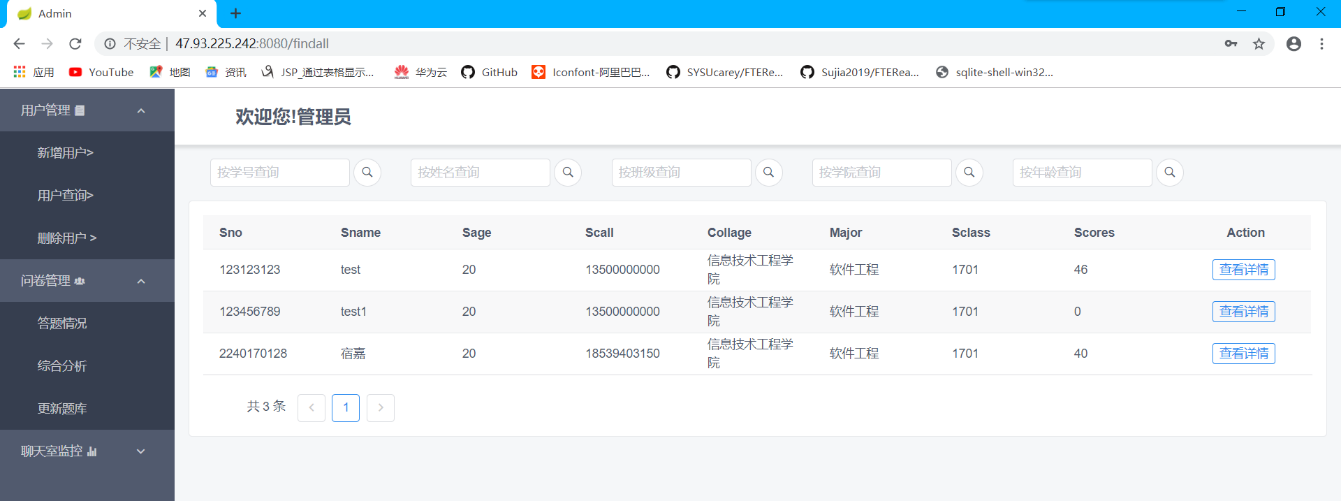 Admin
不安全 | 47.93.225.242:8080/findall
应用 YouTube 地图 资讯 JSP_通过表格显示... 华为云 GitHub Iconfont-阿里巴巴... SYSUcarey/FTERe... Sujia2019/FTERea... sqlite-shell-win32...
用户管理
新增用户>
用户查询>
删除用户 >
问卷管理
答题情况
综合分析
更新题库
聊天室监控
欢迎您!管理员
按学号查询 按姓名查询 按班级查询 按学院查询 按年龄查询
Sno Sname Sage Scall Collage Major Sclass Scores Action
123123123 test 20 13500000000 信息技术工程学院 软件工程 1701 46 查看详情
123456789 test1 20 13500000000 信息技术工程学院 软件工程 1701 0 查看详情
2240170128 宿嘉 20 18539403150 信息技术工程学院 软件工程 1701 40 查看详情
共 3 条 1